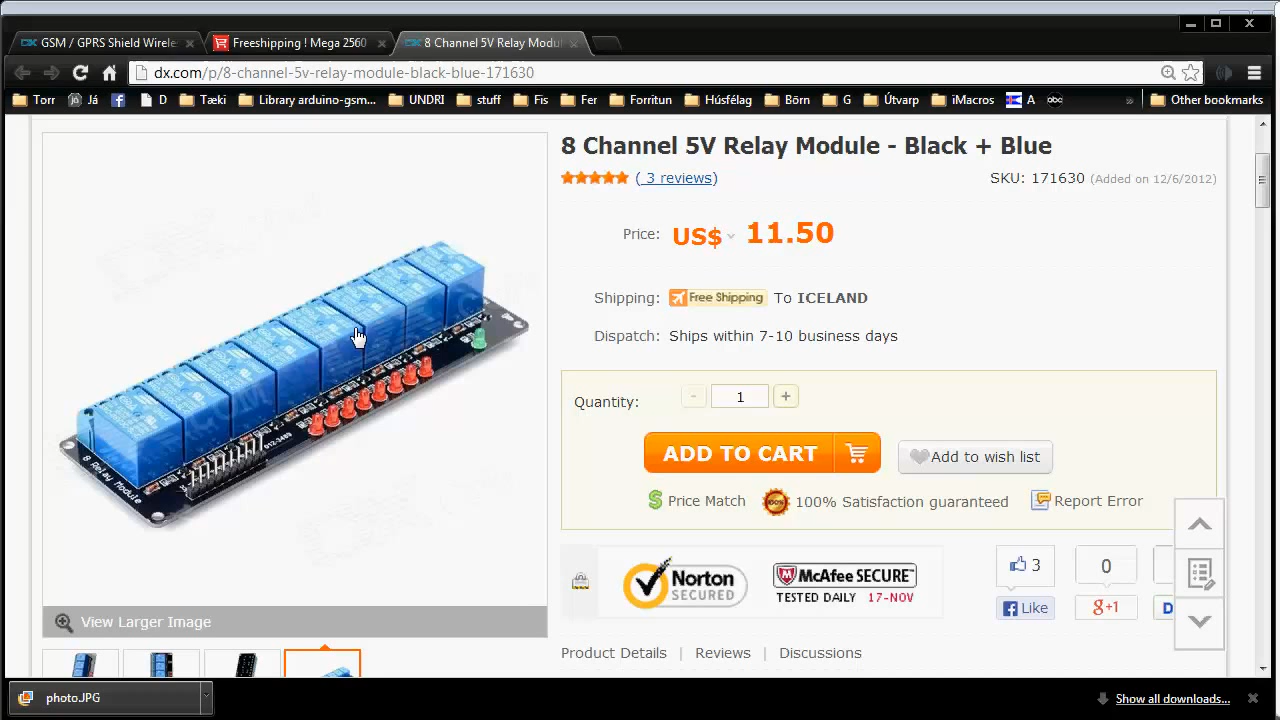 GSM / GPRS Shield Wirele
Freeshipping ! Mega 2560
8 Channel 5V Relay Modul
dx.com/p/8-channel-5v-relay-module-black-blue-171630
Torr
Já
D
Tæki
Library arduino-gsm...
UNDRI
stuff
Fis
Fer
Forritun
Húsfélag
Börn
G
Útvarp
iMacros
A
abc
»
Other bookmarks
8 Channel 5V Relay Module - Black + Blue
( 3 reviews)
SKU: 171630 (Added on 12/6/2012)
Price: US$ 11.50
Shipping: Free Shipping To ICELAND
Dispatch: Ships within 7-10 business days
Quantity: - 1 +
ADD TO CART
Add to wish list
$ Price Match
100% 100% Satisfaction guaranteed
Report Error
8 Relay Module
Norton
SECURED
McAfee SECURE
TESTED DAILY 17-NOV
3
0
Like
g+1
D
View Larger Image
Product Details | Reviews | Discussions
photo.JPG
Show all downloads...